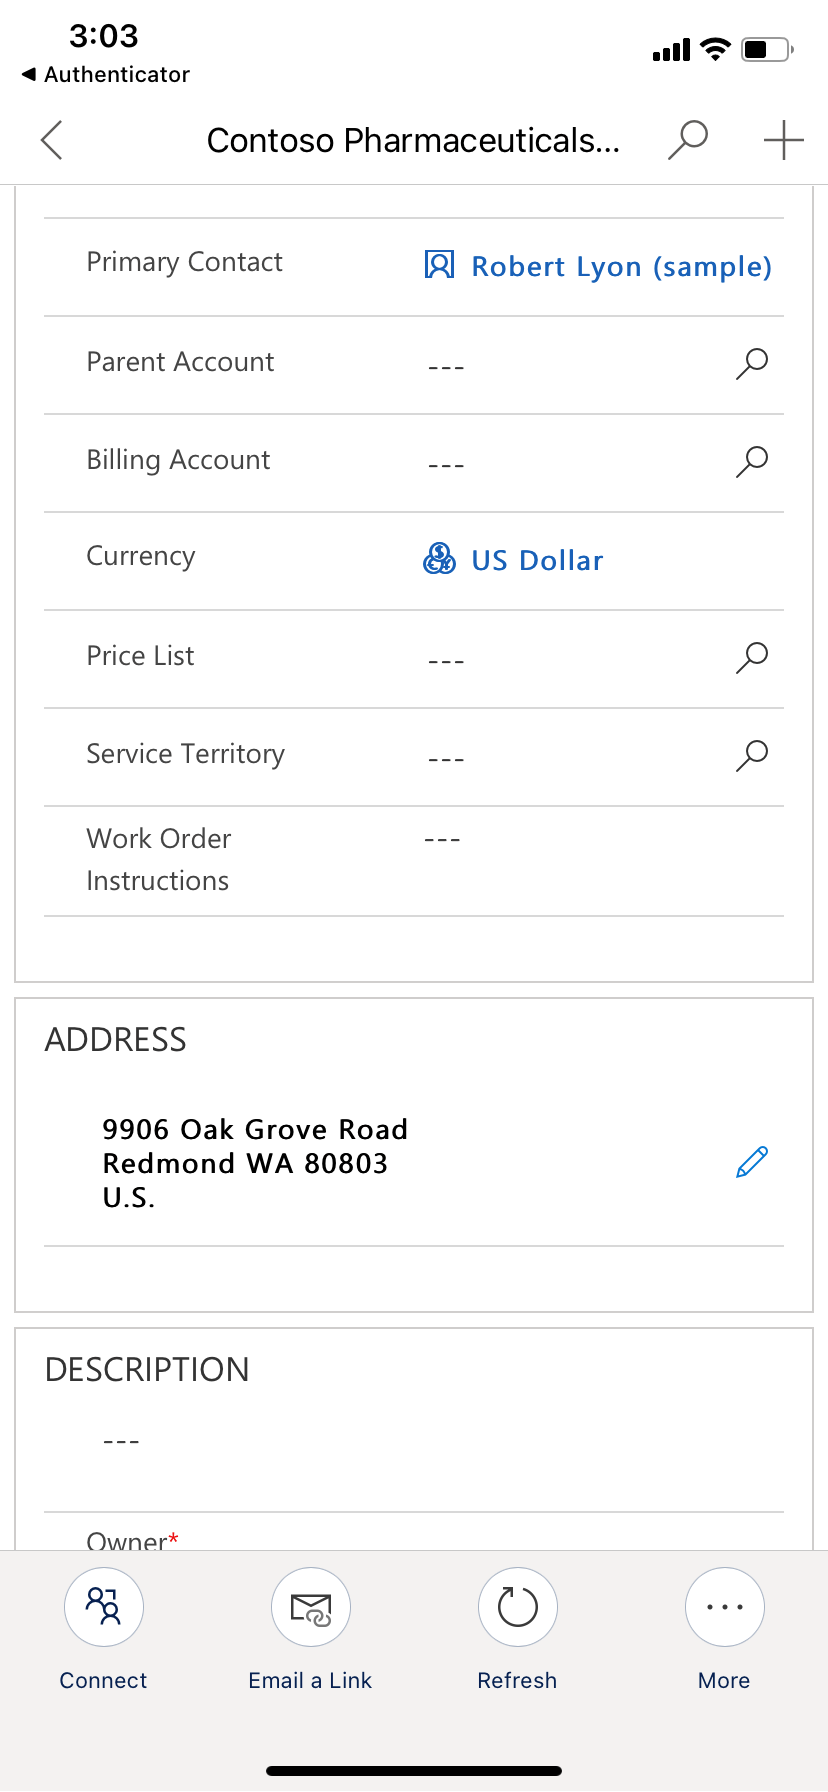 3:03
◀ Authenticator
Contoso Pharmaceuticals...
Primary Contact
Robert Lyon (sample)
Parent Account
---
Billing Account
---
Currency
US Dollar
Price List
---
Service Territory
---
Work Order
Instructions
---
ADDRESS
9906 Oak Grove Road
Redmond WA 80803
U.S.
DESCRIPTION
---
Owner*
Connect
Email a Link
Refresh
More